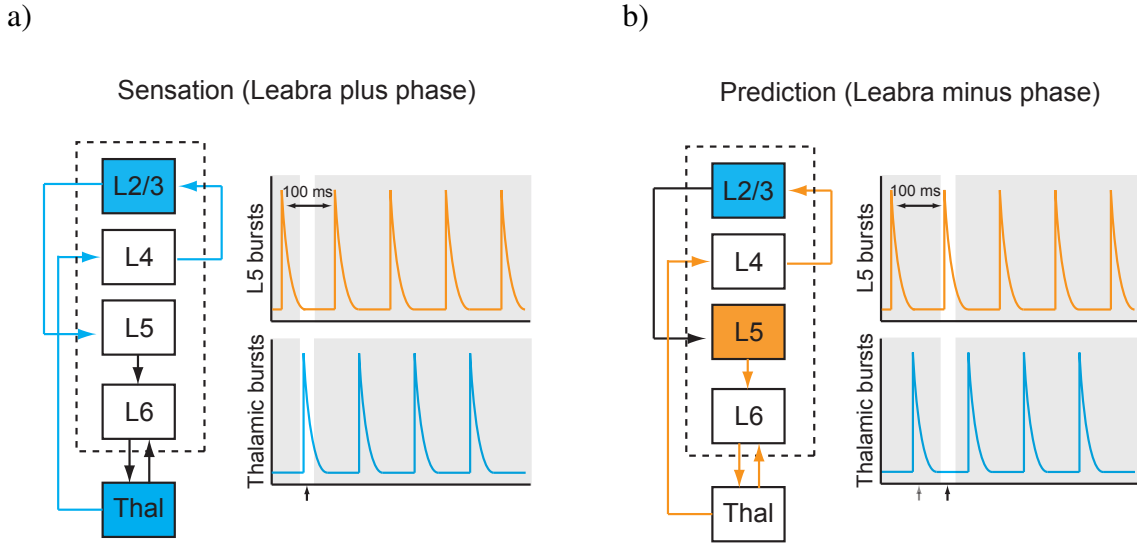 a)
Sensation (Leabra plus phase)
L2/3
L4
L5
L6
Thal
L5 bursts
100 ms
Thalamic bursts
b)
Prediction (Leabra minus phase)
L2/3
L4
L5
L6
Thal
L5 bursts
100 ms
Thalamic bursts